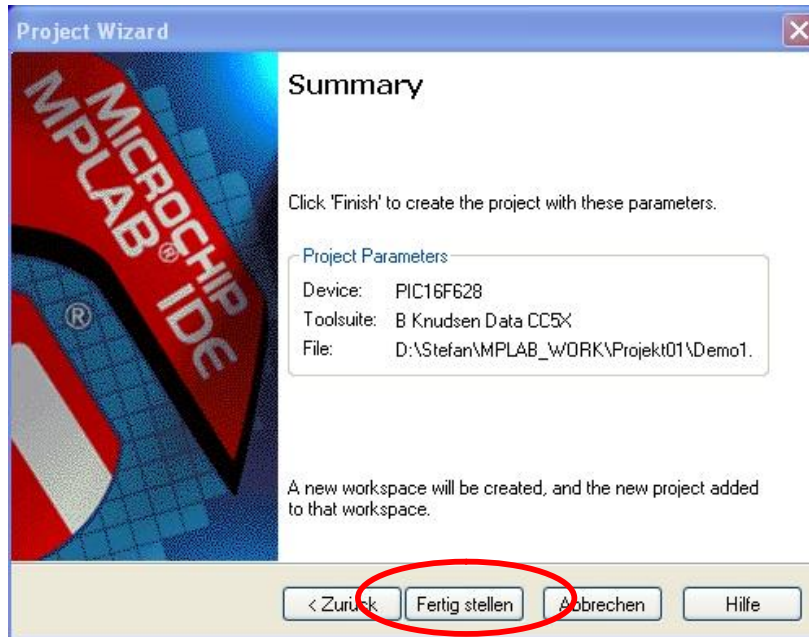 Project Wizard
MICROCHIP
MPLAB® IDE
®
Summary
Click 'Finish' to create the project with these parameters.
Project Parameters
Device: PIC16F628
Toolsuite: B Knudsen Data CC5X
File: D:\Stefan\MPLAB_WORK\Projekt01\Demo1.
A new workspace will be created, and the new project added
to that workspace.
< Zurück Fertig stellen Abbrechen Hilfe